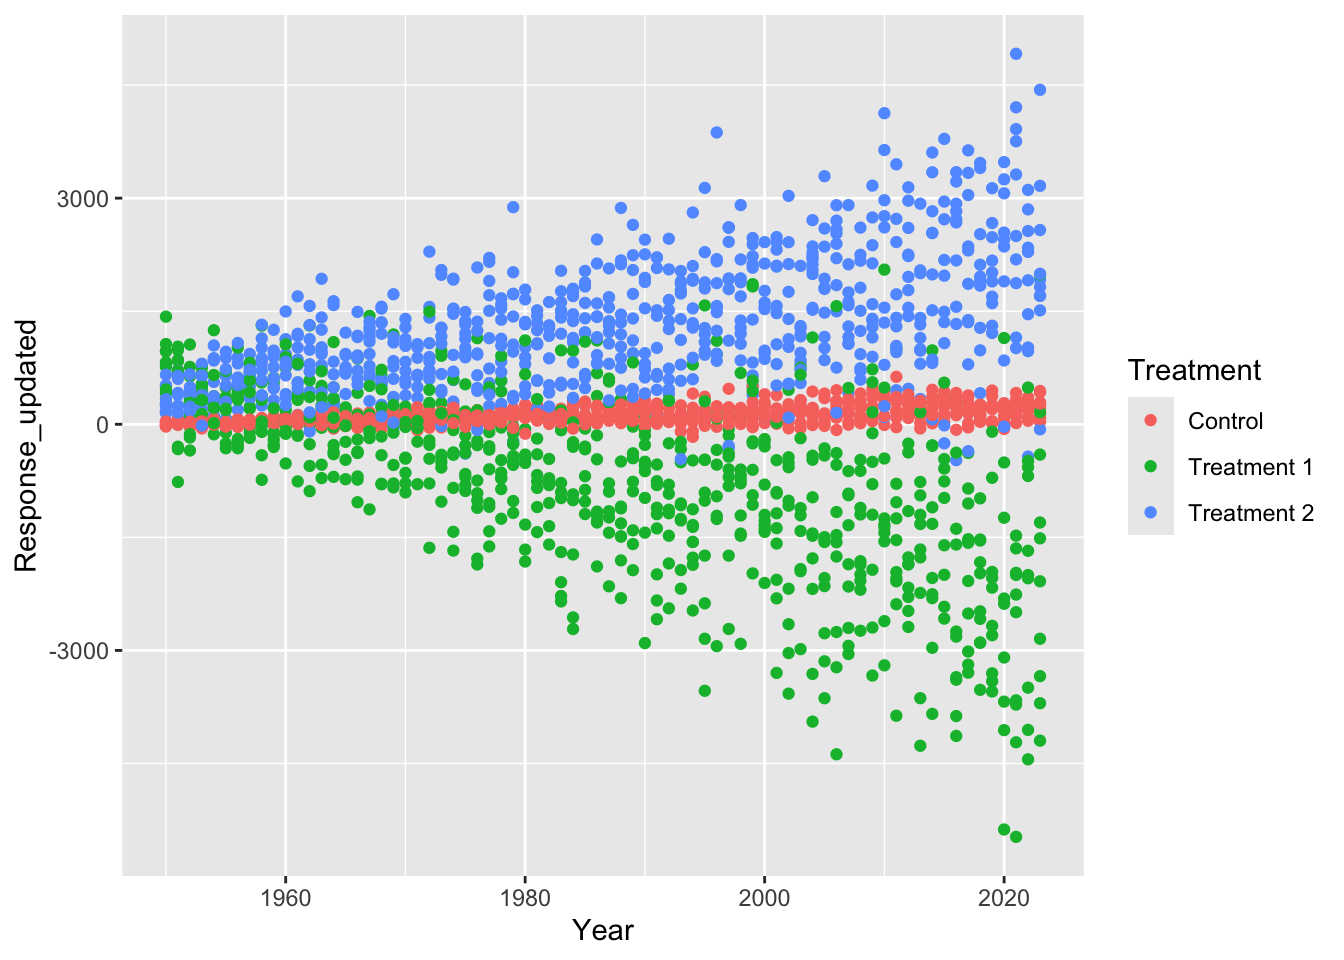 Response_updated
3000
0
-3000
1960
1980
2000
2020
Year
Treatment
Control
Treatment 1
Treatment 2